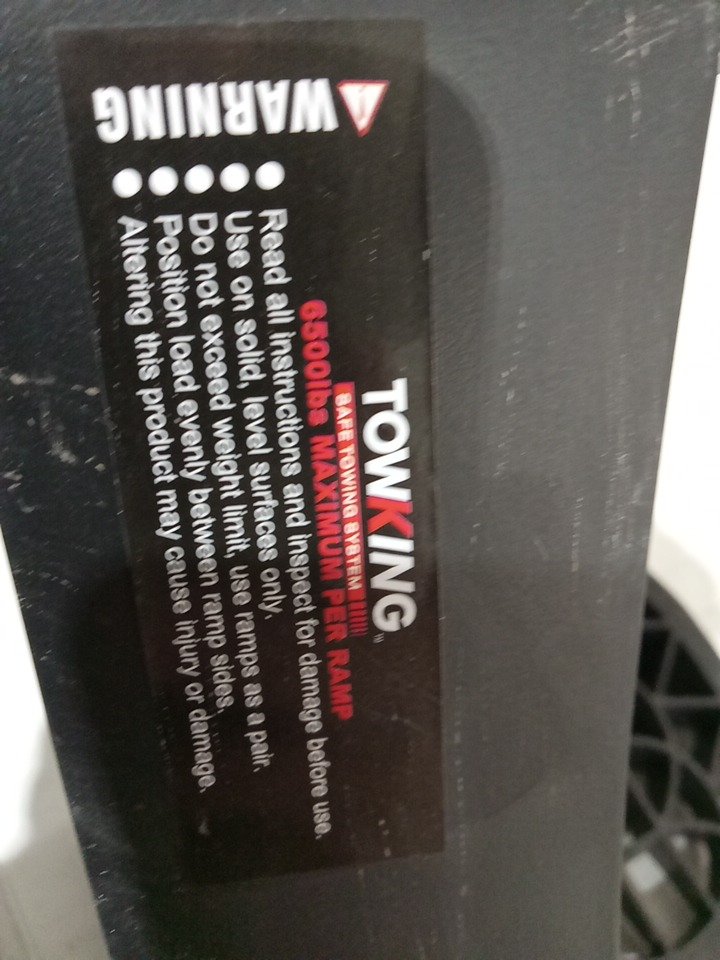 TOWKING™
SAFE TOWING SYSTEM
6500lbs MAXIMUM PER RAMP
WARNING
● Read all instructions and inspect for damage before use.
● Use on solid, level surfaces only.
● Do not exceed weight limit, use ramps as a pair.
● Position load evenly between ramp sides.
● Altering this product may cause injury or damage.